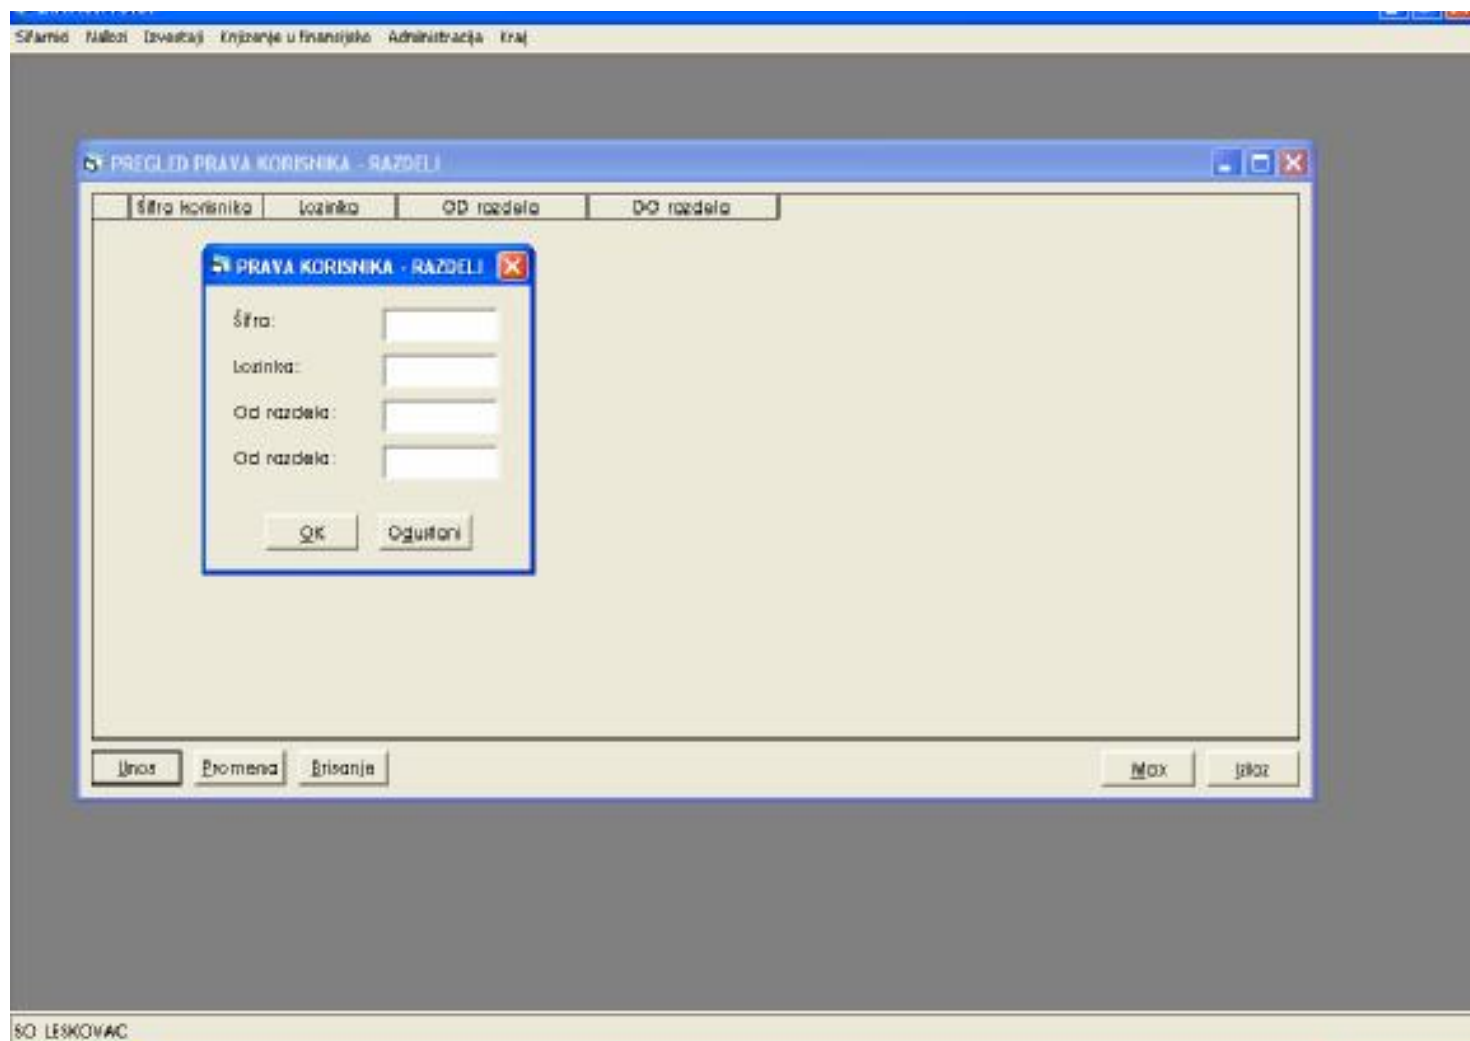 Šifarnici Nalozi Izveštaji Knjizenje u finansijsko Administracija Kraj
PREGLED PRAVA KORISNIKA - RAZDELI
Šifra korisnika Lozinka OD razdela DO razdela
PRAVA KORISNIKA - RAZDELI
Šifra:
Lozinka:
Od razdela:
Od razdela:
OK Odustani
Unos Promena Brisanje Max Izlaz
SO LESKOVAC